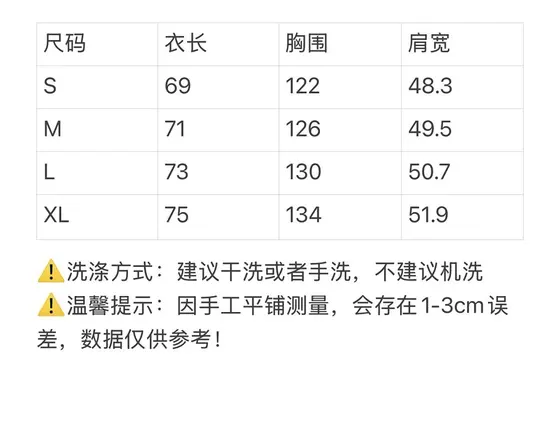 尺码 衣长 胸围 肩宽
S 69 122 48.3
M 71 126 49.5
L 73 130 50.7
XL 75 134 51.9
⚠️洗涤方式：建议干洗或者手洗，不建议机洗
⚠️温馨提示：因手工平铺测量，会存在1-3cm误
差，数据仅供参考！